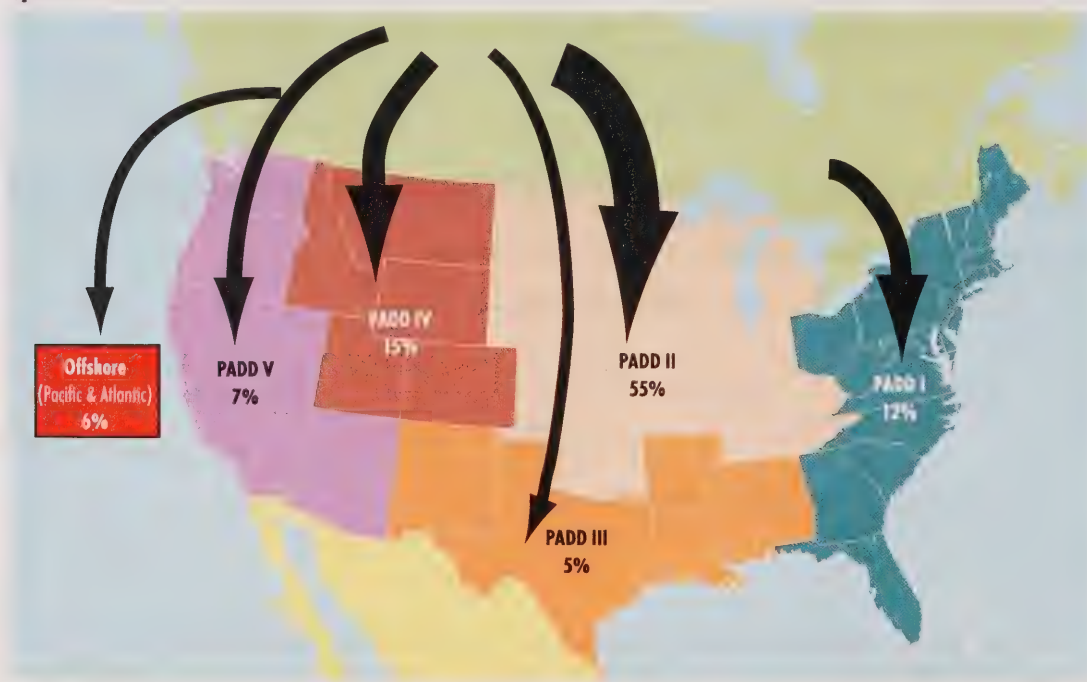 Offshore
(Pacific & Atlantic)
6%
PADD V
7%
PADD IV
15%
PADD III
5%
PADD II
55%
PADD I
12%